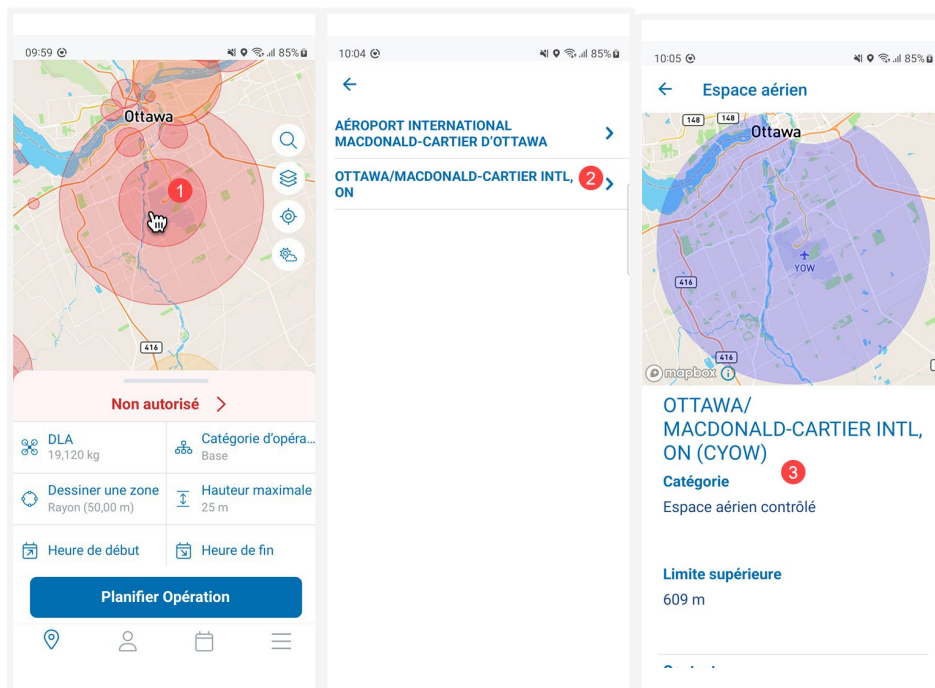 09:59
85%
Ottawa
1
416
Non autorisé
DLA
19,120 kg
Catégorie d'opéra...
Base
Dessiner une zone
Rayon (50,00 m)
Hauteur maximale
25 m
Heure de début
Heure de fin
Planifier Opération
10:04
85%
AÉROPORT INTERNATIONAL
MACDONALD-CARTIER D'OTTAWA
OTTAWA/MACDONALD-CARTIER INTL,
ON
2
10:05
85%
Espace aérien
148
148
Ottawa
YOW
416
416
mapbox
OTTAWA/
MACDONALD-CARTIER INTL,
ON (CYOW)
3
Catégorie
Espace aérien contrôlé
Limite supérieure
609 m